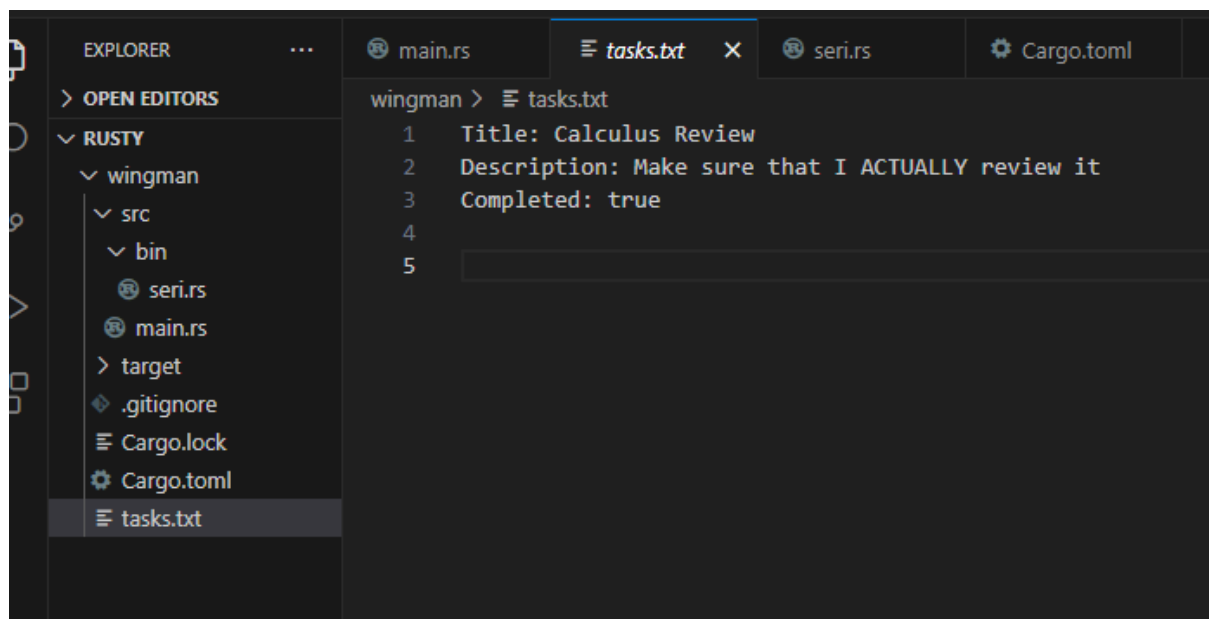 EXPLORER ...
OPEN EDITORS
RUSTY
wingman
src
bin
seri.rs
main.rs
target
.gitignore
Cargo.lock
Cargo.toml
tasks.txt
main.rs tasks.txt seri.rs Cargo.toml
wingman > tasks.txt
1 Title: Calculus Review
2 Description: Make sure that I ACTUALLY review it
3 Completed: true
4
5